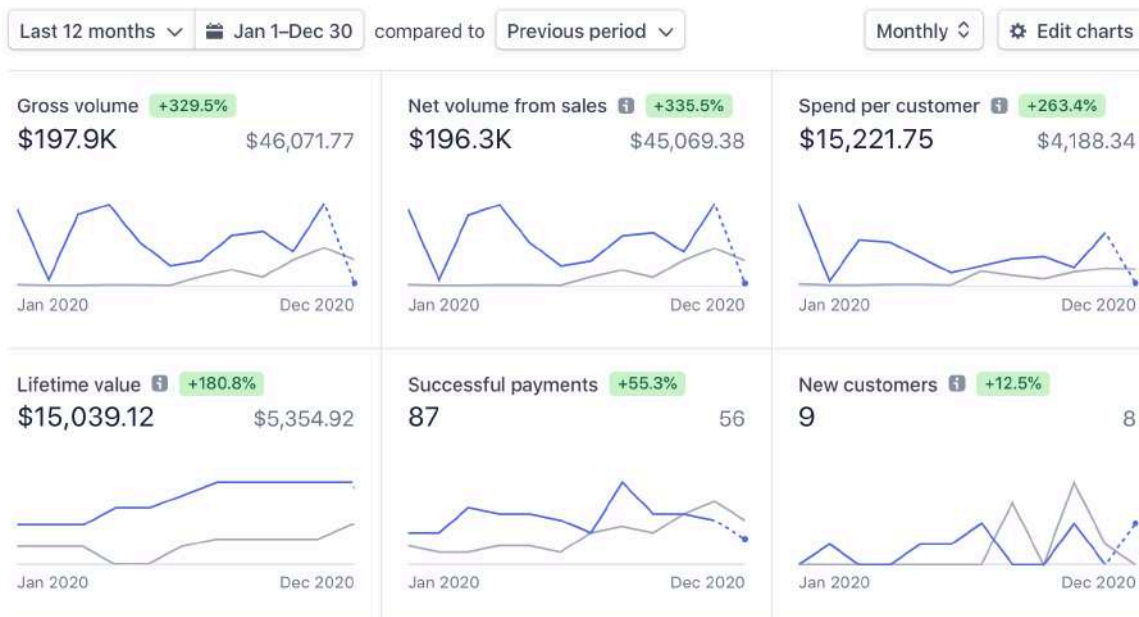 Last 12 months Jan 1–Dec 30 compared to Previous period Monthly Edit charts
Gross volume +329.5%
$197.9K $46,071.77
Jan 2020 Dec 2020
Net volume from sales +335.5%
$196.3K $45,069.38
Jan 2020 Dec 2020
Spend per customer +263.4%
$15,221.75 $4,188.34
Jan 2020 Dec 2020
Lifetime value +180.8%
$15,039.12 $5,354.92
Jan 2020 Dec 2020
Successful payments +55.3%
87 56
Jan 2020 Dec 2020
New customers +12.5%
9 8
Jan 2020 Dec 2020